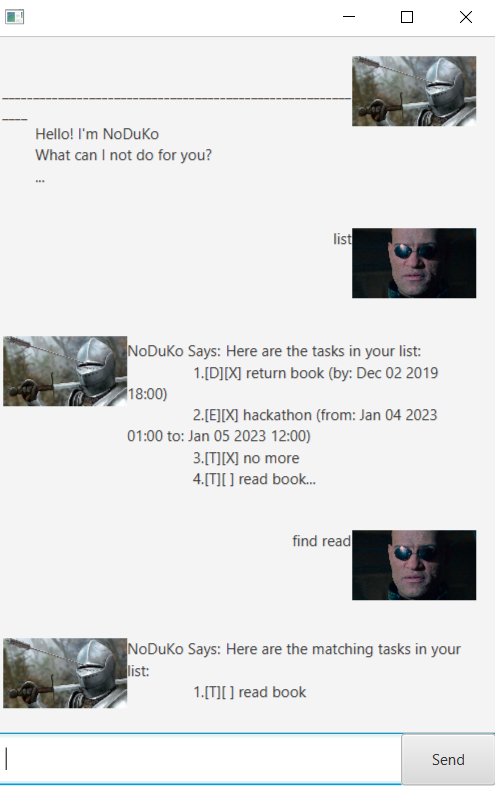 ____________________________________________________________
Hello! I'm NoDuKo
What can I not do for you?
...
list
NoDuKo Says: Here are the tasks in your list:
1.[D][X] return book (by: Dec 02 2019
18:00)
2.[E][X] hackathon (from: Jan 04 2023
01:00 to: Jan 05 2023 12:00)
3.[T][X] no more
4.[T][ ] read book...
find read
NoDuKo Says: Here are the matching tasks in your
list:
1.[T][ ] read book
Send